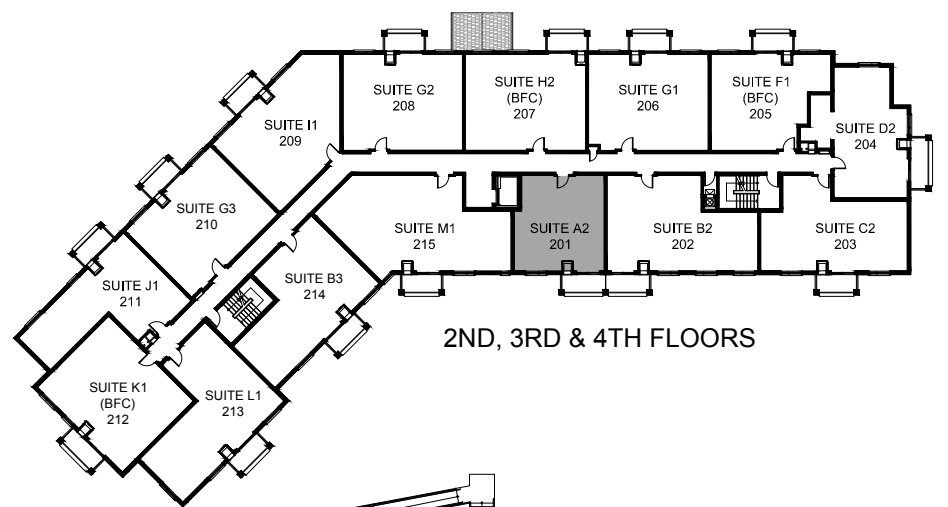 SUITE G2
208
SUITE H2
(BFC)
207
SUITE G1
206
SUITE F1
(BFC)
205
SUITE D2
204
SUITE I1
209
SUITE G3
210
SUITE M1
215
SUITE A2
201
SUITE B2
202
SUITE C2
203
SUITE J1
211
SUITE B3
214
SUITE K1
(BFC)
212
SUITE L1
213
2ND, 3RD & 4TH FLOORS